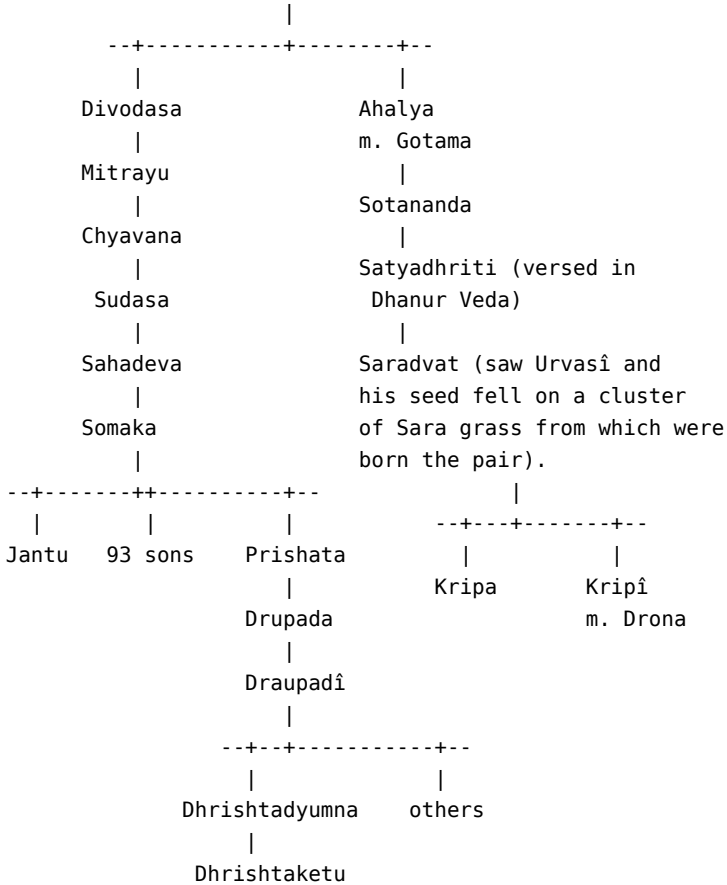 |
        --+-----------+--------+--
          |                    |
      Divodasa              Ahalya
          |                 m. Gotama
      Mitrayu                  |
          |                 Sotananda
      Chyavana                 |
          |                 Satyadhriti (versed in
       Sudasa                Dhanur Veda)
          |                    |
      Sahadeva              Saradvat (saw Urvasî and
          |                 his seed fell on a cluster
      Somaka                of Sara grass from which were
          |                 born the pair).
--+-------++----------+--               |
  |        |          |           --+---+-------+--
Jantu   93 sons    Prishata         |           |
                      |           Kripa       Kripî
                   Drupada                    m. Drona
                      |
                   Draupadî
                      |
                 --+--+-----------+--
                   |              |
              Dhrishtadyumna    others
                   |
               Dhrishtaketu